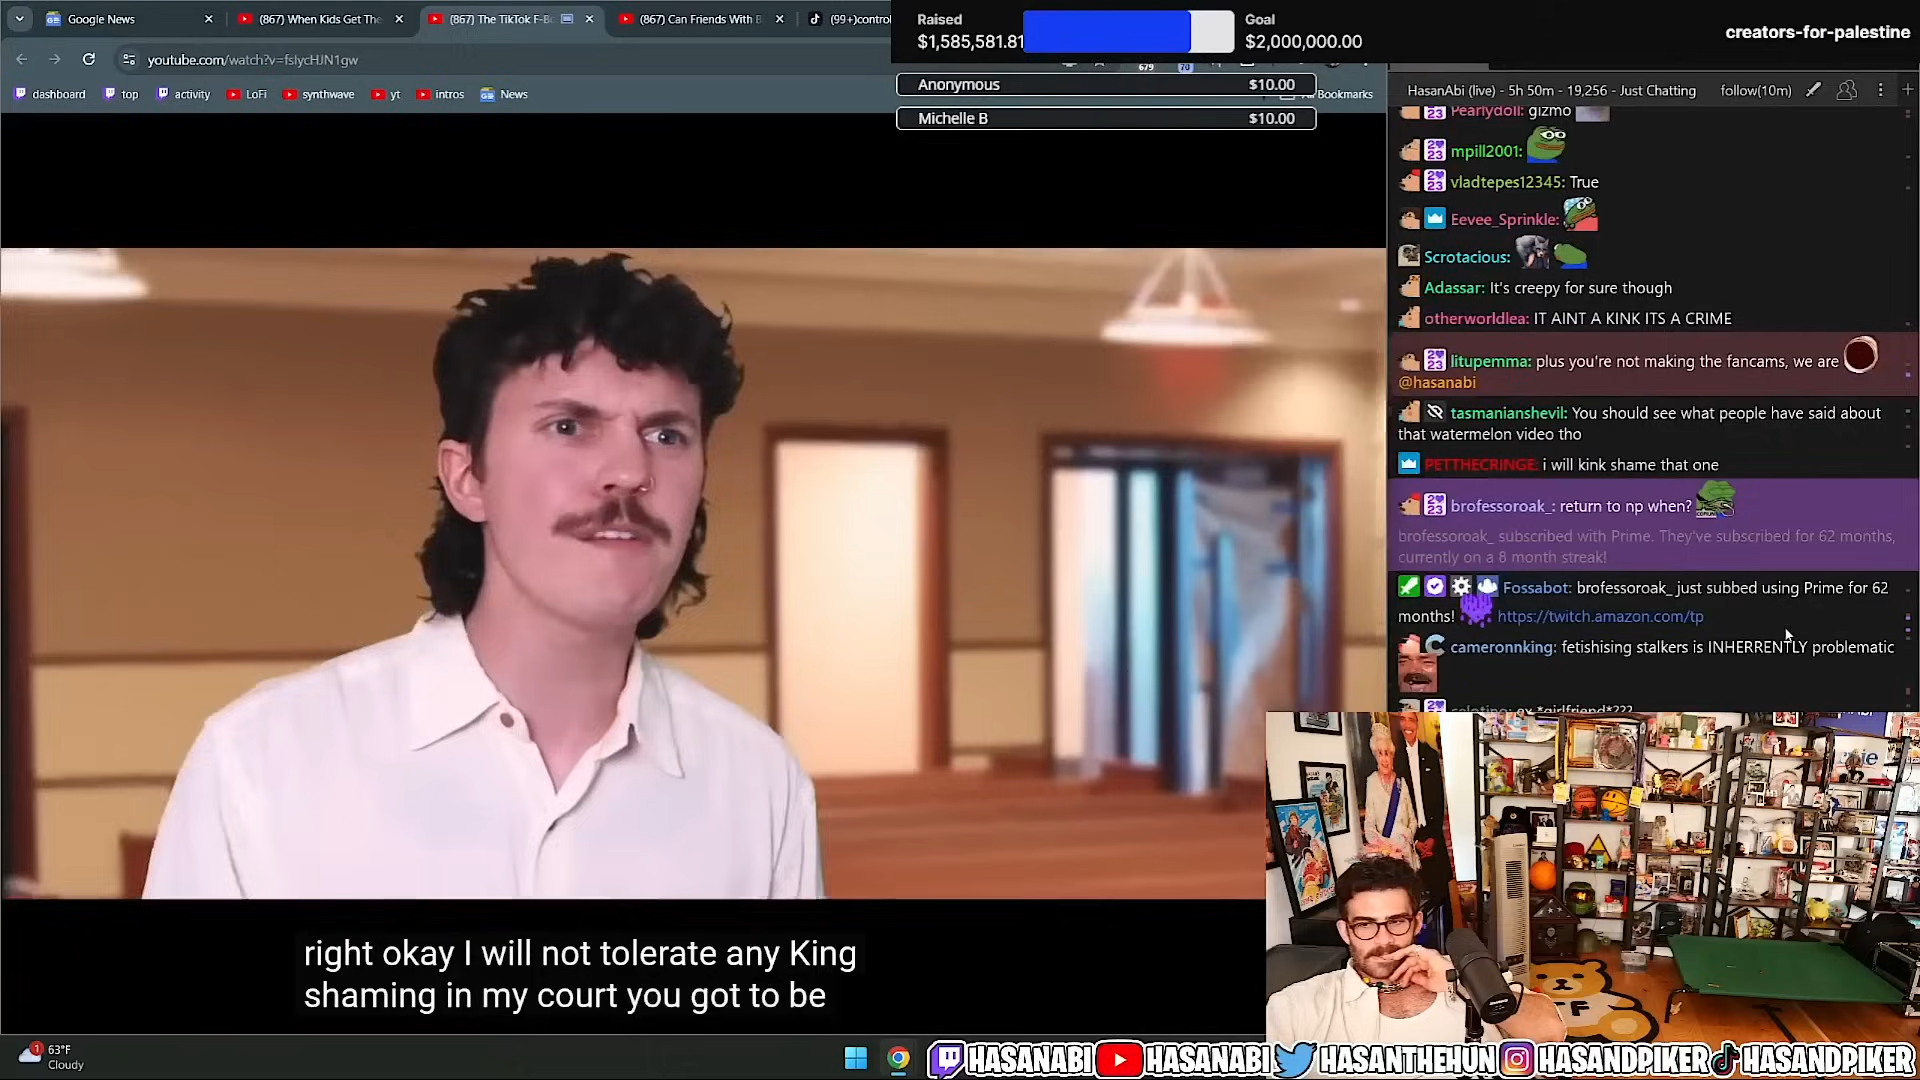 Google News
(867) When Kids Get The
(867) The TikTok F-B
(867) Can Friends With B
(99+)control
youtube.com/watch?v=fslycHJN1gw
dashboard
top
activity
LoFi
synthwave
yt
intros
News
Bookmarks
679
70
Raised
$1,585,581.81
Goal
$2,000,000.00
creators-for-palestine
Anonymous $10.00
Michelle B $10.00
HasanAbi (live) - 5h 50m - 19,256 - Just Chatting
follow(10m)
Pearlydoll: gizmo
mpill2001:
vladtepes12345: True
Eevee_Sprinkle:
Scrotacious:
Adassar: It's creepy for sure though
otherworldlea: IT AINT A KINK ITS A CRIME
litupemma: plus you're not making the fancams, we are
@hasanabi
tasmanianshevil: You should see what people have said about
that watermelon video tho
PETTHECRINGE: i will kink shame that one
brofessoroak_: return to np when?
brofessoroak_ subscribed with Prime. They've subscribed for 62 months,
currently on a 8 month streak!
Fossabot: brofessoroak_ just subbed using Prime for 62
months! https://twitch.amazon.com/tp
cameronnking: fetishising stalkers is INHERRENTLY problematic
right okay I will not tolerate any King
shaming in my court you got to be
1
63°F
Cloudy
HASANABI
HASANABI
HASANTHEHUN
HASANDPIKER
HASANDPIKER